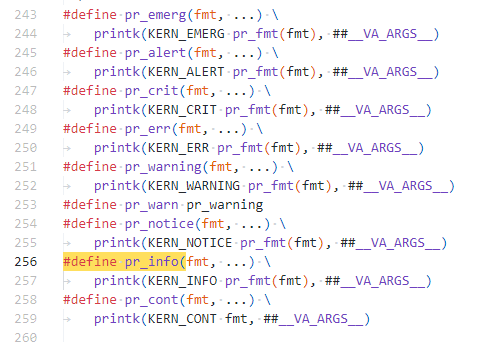 243 #define pr_emerg(fmt, ...) \
244 printk(KERN_EMERG pr_fmt(fmt), ##__VA_ARGS__)
245 #define pr_alert(fmt, ...) \
246 printk(KERN_ALERT pr_fmt(fmt), ##__VA_ARGS__)
247 #define pr_crit(fmt, ...) \
248 printk(KERN_CRIT pr_fmt(fmt), ##__VA_ARGS__)
249 #define pr_err(fmt, ...) \
250 printk(KERN_ERR pr_fmt(fmt), ##__VA_ARGS__)
251 #define pr_warning(fmt, ...) \
252 printk(KERN_WARNING pr_fmt(fmt), ##__VA_ARGS__)
253 #define pr_warn pr_warning
254 #define pr_notice(fmt, ...) \
255 printk(KERN_NOTICE pr_fmt(fmt), ##__VA_ARGS__)
256 #define pr_info(fmt, ...) \
257 printk(KERN_INFO pr_fmt(fmt), ##__VA_ARGS__)
258 #define pr_cont(fmt, ...) \
259 printk(KERN_CONT fmt, ##__VA_ARGS__)
260